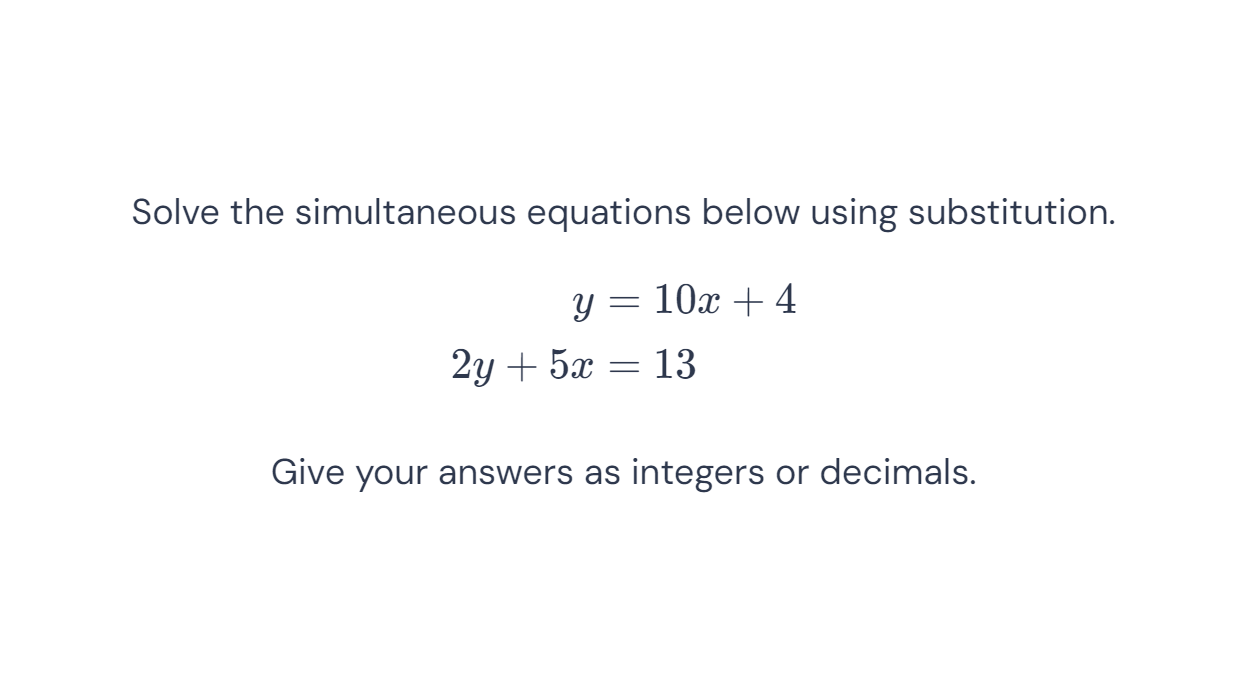 Solve the simultaneous equations below using substitution.
y = 10x + 4
2y + 5x = 13
Give your answers as integers or decimals.